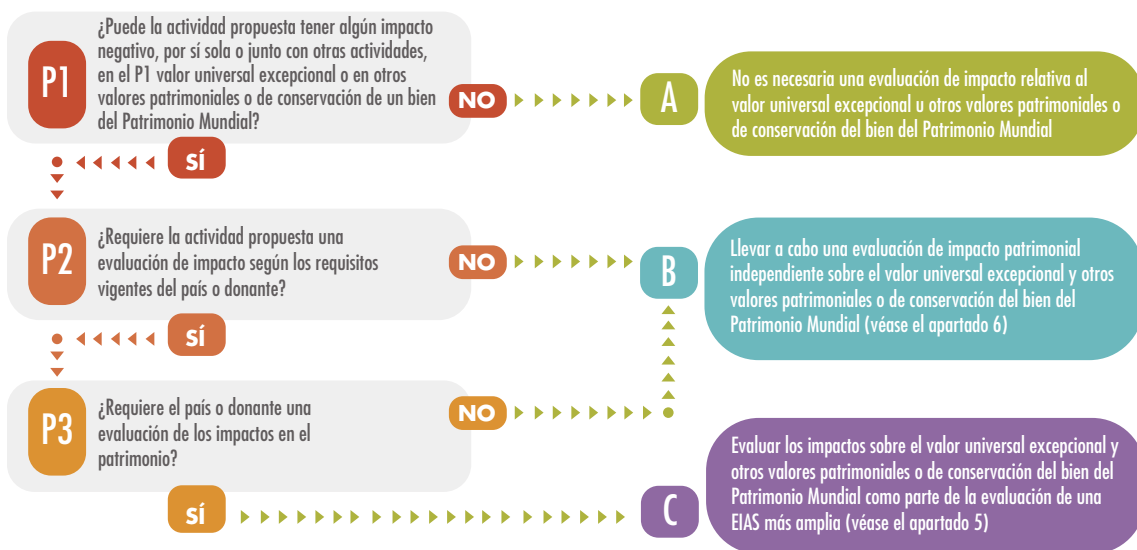 P1
¿Puede la actividad propuesta tener algún impacto
negativo, por sí sola o junto con otras actividades,
en el P1 valor universal excepcional o en otros
valores patrimoniales o de conservación de un bien
del Patrimonio Mundial?
NO
A
No es necesaria una evaluación de impacto relativa al
valor universal excepcional u otros valores patrimoniales o
de conservación del bien del Patrimonio Mundial
SÍ
P2
¿Requiere la actividad propuesta una
evaluación de impacto según los requisitos
vigentes del país o donante?
NO
B
Llevar a cabo una evaluación de impacto patrimonial
independiente sobre el valor universal excepcional y otros
valores patrimoniales o de conservación del bien del
Patrimonio Mundial (véase el apartado 6)
SÍ
P3
¿Requiere el país o donante una
evaluación de los impactos en el
patrimonio?
NO
SÍ
C
Evaluar los impactos sobre el valor universal excepcional y
otros valores patrimoniales o de conservación del bien del
Patrimonio Mundial como parte de la evaluación de una
EIAS más amplia (véase el apartado 5)